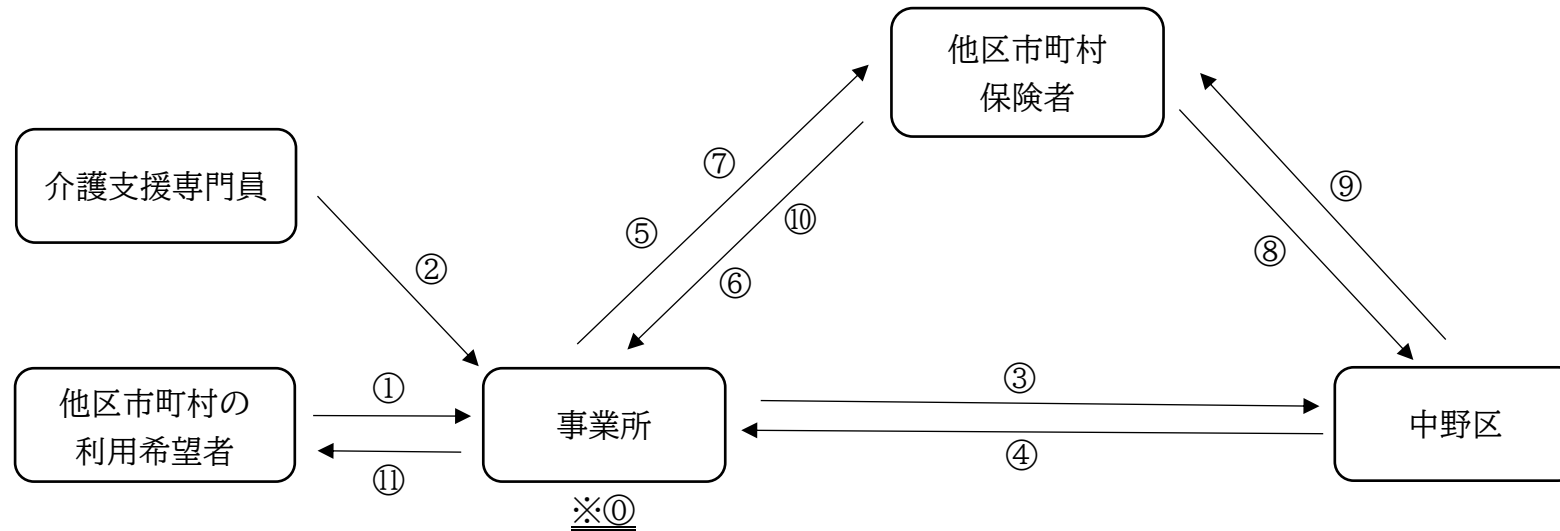 他区市町村
保険者
介護支援専門員
⑦
⑨
⑤
⑩
⑧
②
⑥
①
③
他区市町村の
利用希望者
事業所
中野区
④
⑪
※⓪